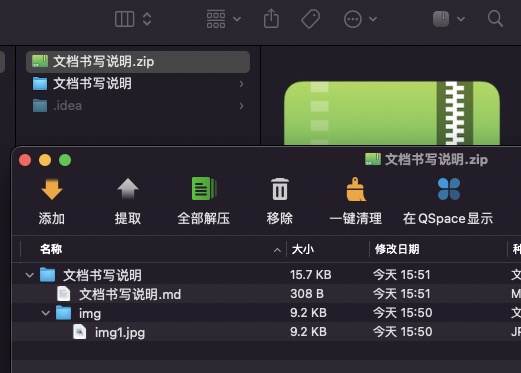 文档书写说明.zip
文档书写说明
.idea
文档书写说明.zip
添加 提取 全部解压 移除 一键清理 在 QSpace 显示
名称 大小 修改日期
文档书写说明 15.7 KB 今天 15:51
文档书写说明.md 308 B 今天 15:51
img 9.2 KB 今天 15:50
img1.jpg 9.2 KB 今天 15:50